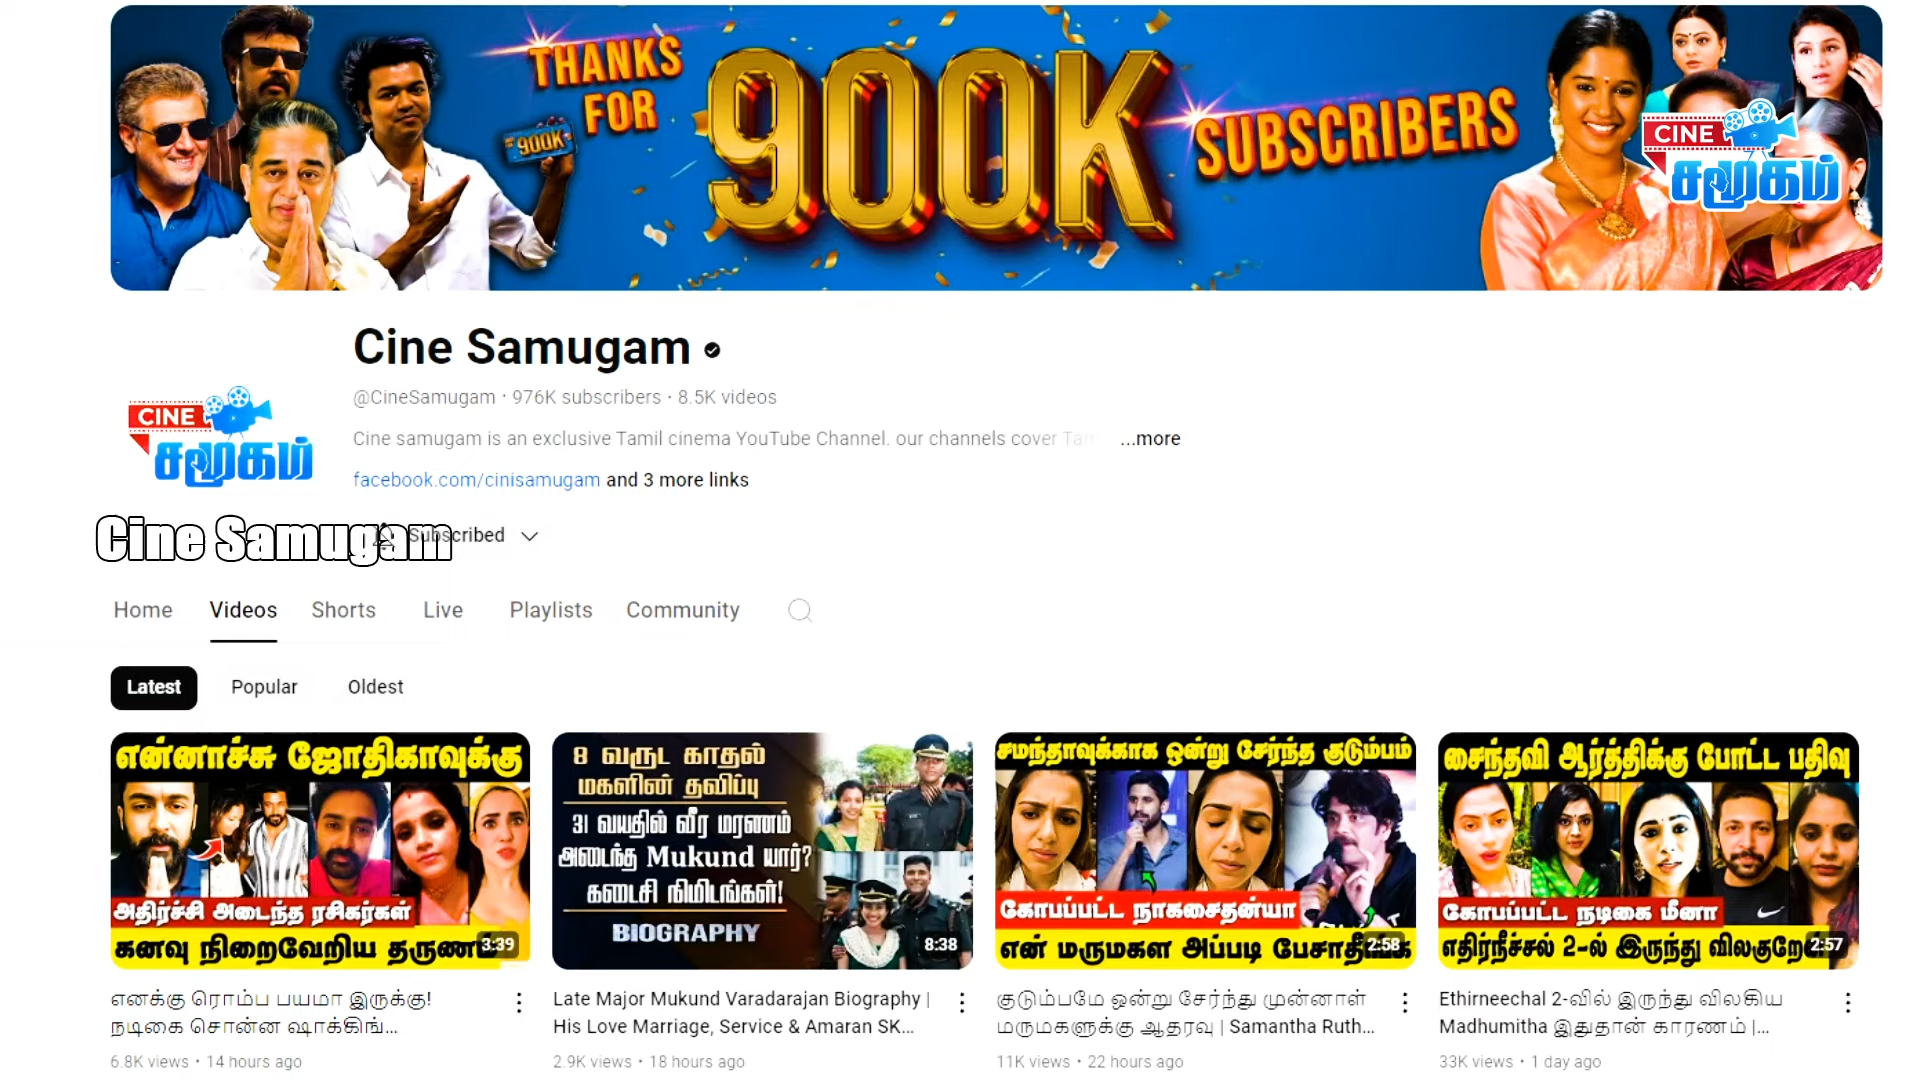 THANKS
FOR
900K
SUBSCRIBERS
900K
CINE
சமூகம்
Cine Samugam
@CineSamugam · 976K subscribers · 8.5K videos
Cine samugam is an exclusive Tamil cinema YouTube Channel. our channels cover Tam ...more
facebook.com/cinisamugam and 3 more links
CINE
சமூகம்
Subscribed
Cine Samugam
Home Videos Shorts Live Playlists Community
Latest Popular Oldest
என்னாச்சு ஜோதிகாவுக்கு
அதிர்ச்சி அடைந்த ரசிகர்கள்
கனவு நிறைவேறிய தருணம்
3:39
8 வருட காதல்
மகளின் தவிப்பு
31 வயதில் வீர மரணம்
அடைந்த Mukund யார்?
கடைசி நிமிடங்கள்!
BIOGRAPHY
8:38
சமந்தாவுக்காக ஒன்று சேர்ந்த குடும்பம்
கோபப்பட்ட நாகசைதன்யா
என் மருமகள அப்படி பேசாதீங்க
2:58
சைந்தவி ஆர்த்திக்கு போட்ட பதிவு
கோபப்பட்ட நடிகை மீனா
எதிர்நீச்சல் 2-ல் இருந்து விலகுறேன்
2:57
எனக்கு ரொம்ப பயமா இருக்கு!
நடிகை சொன்ன ஷாக்கிங்...
6.8K views · 14 hours ago
Late Major Mukund Varadarajan Biography |
His Love Marriage, Service & Amaran SK...
2.9K views · 18 hours ago
குடும்பமே ஒன்று சேர்ந்து முன்னாள்
மருமகளுக்கு ஆதரவு | Samantha Ruth...
11K views · 22 hours ago
Ethirneechal 2-வில் இருந்து விலகிய
Madhumitha இதுதான் காரணம் |...
33K views · 1 day ago